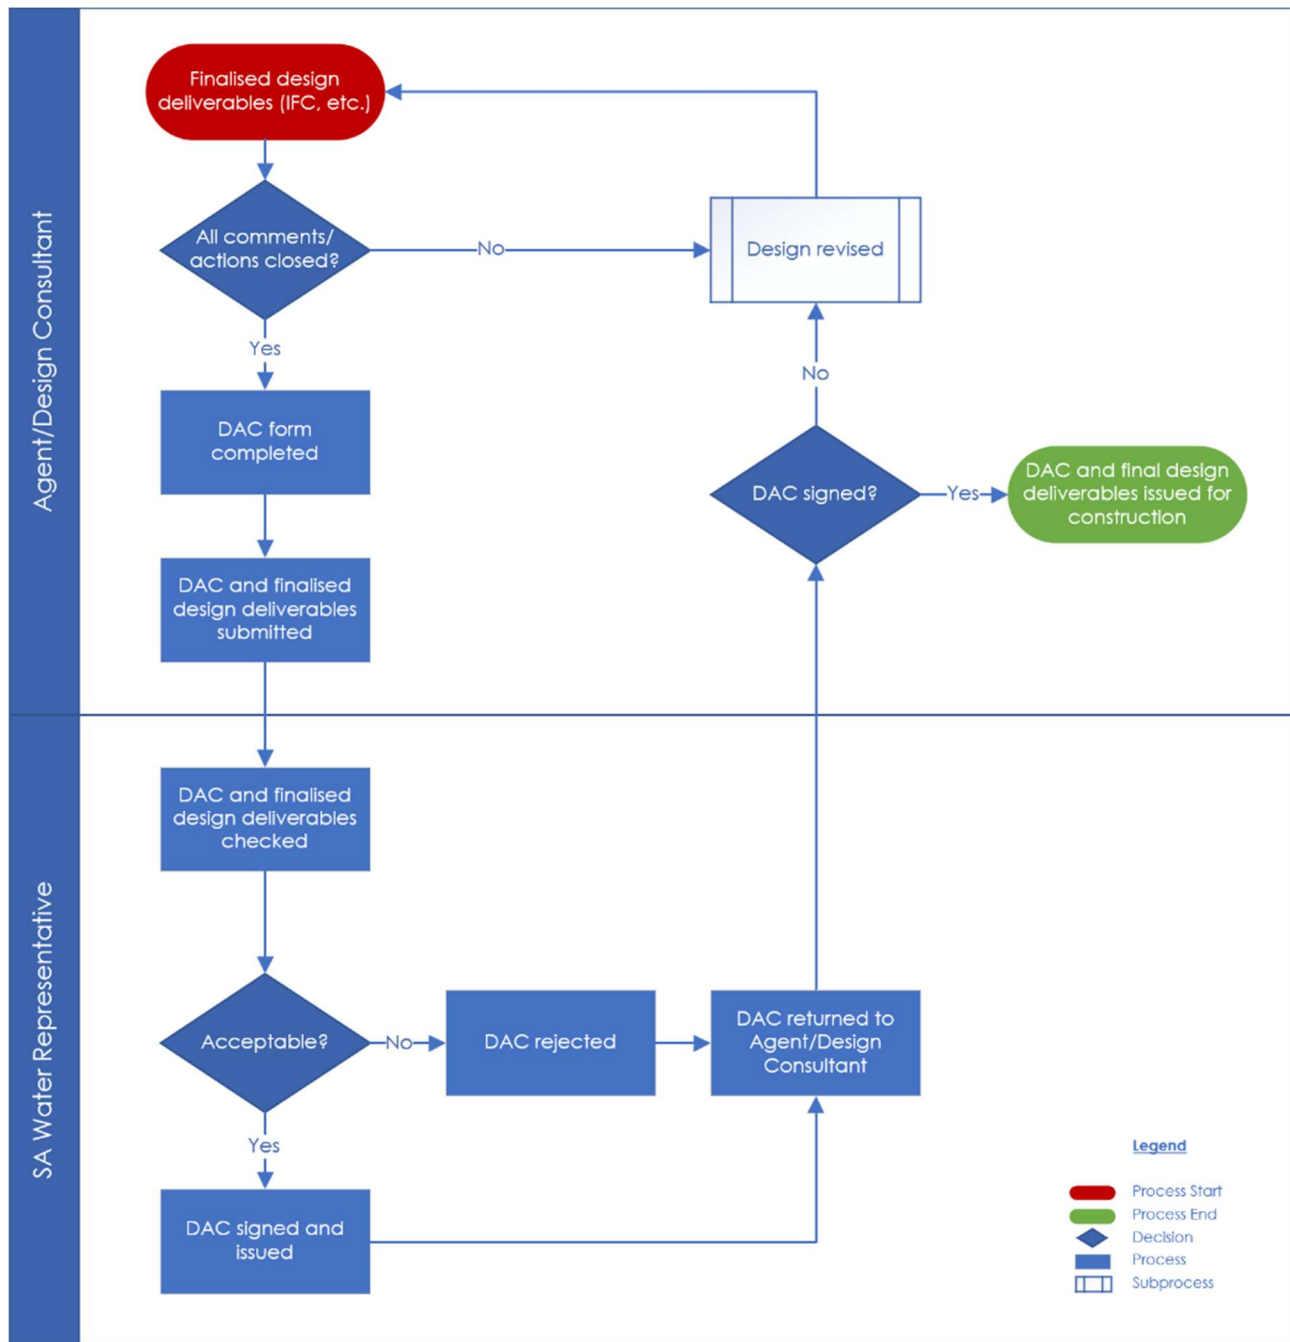 Agent/Design Consultant
Finalised design
deliverables (IFC, etc.)
All comments/
actions closed?
No
Design revised
Yes
No
DAC form
completed
DAC signed?
Yes
DAC and final design
deliverables issued for
construction
DAC and finalised
design deliverables
submitted
SA Water Representative
DAC and finalised
design deliverables
checked
Acceptable?
No
DAC rejected
DAC returned to
Agent/Design
Consultant
Yes
DAC signed and
issued
Legend
Process Start
Process End
Decision
Process
Subprocess